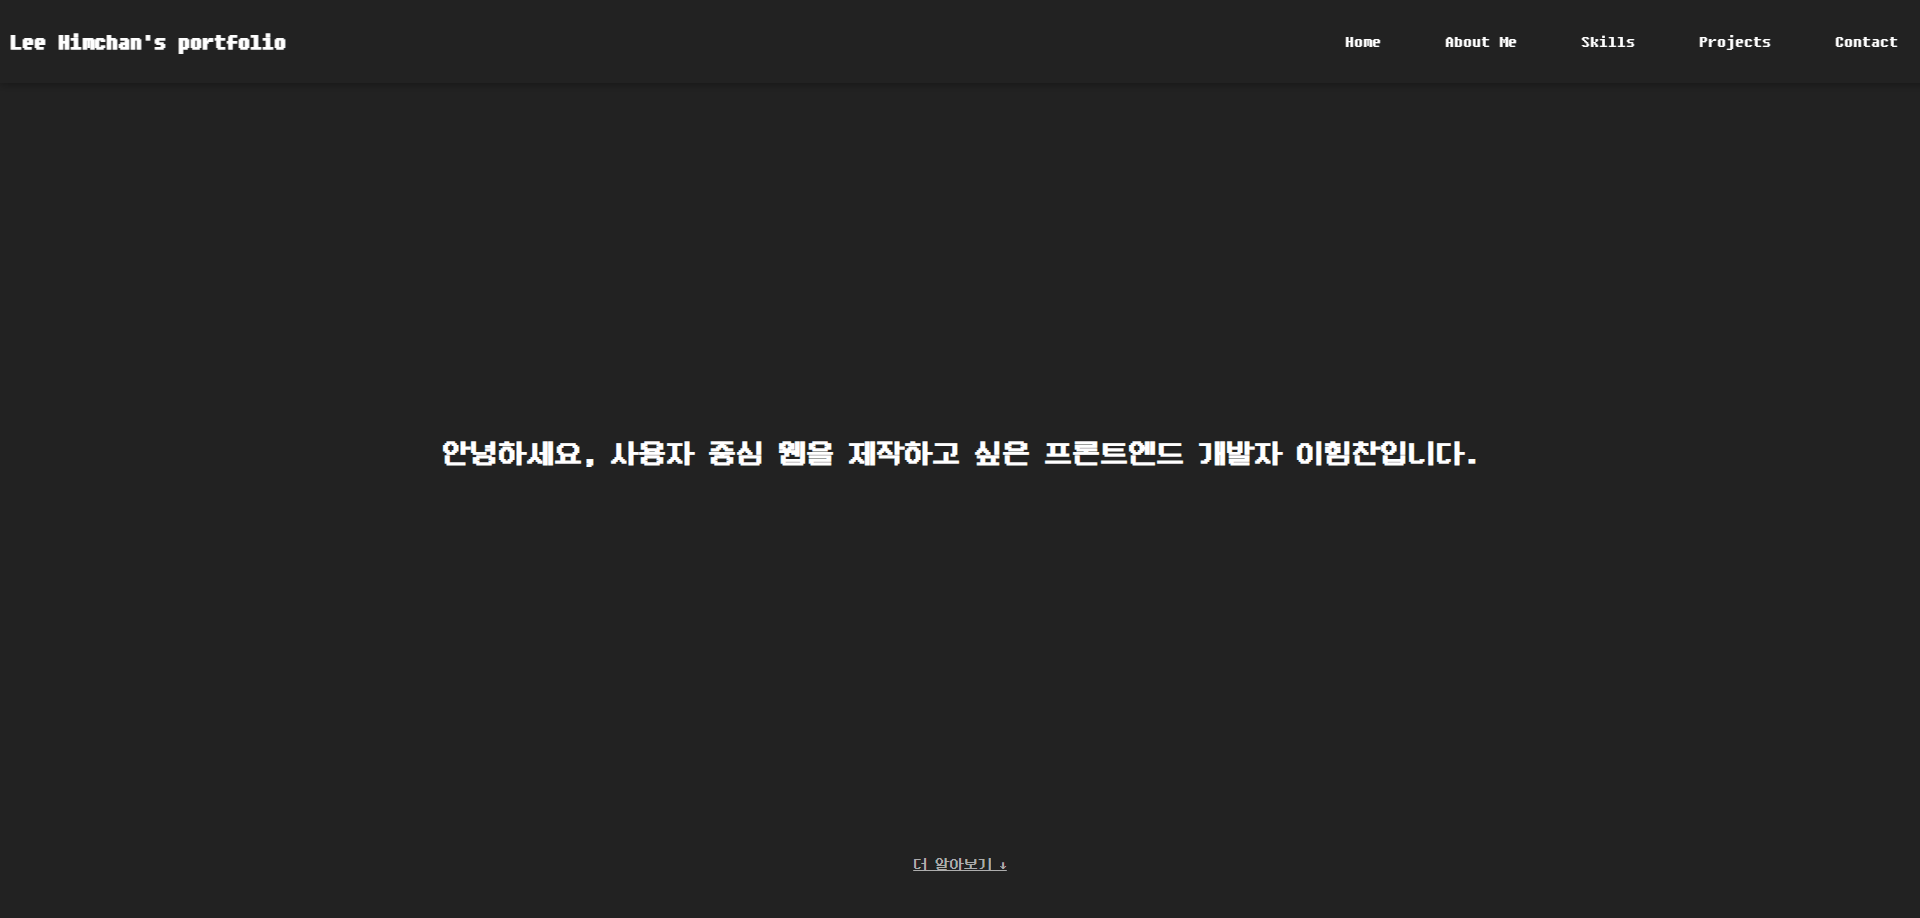 Lee Himchan's portfolio
Home About Me Skills Projects Contact
안녕하세요, 사용자 중심 웹을 제작하고 싶은 프론트엔드 개발자 이힘찬입니다.
더 알아보기 ↓